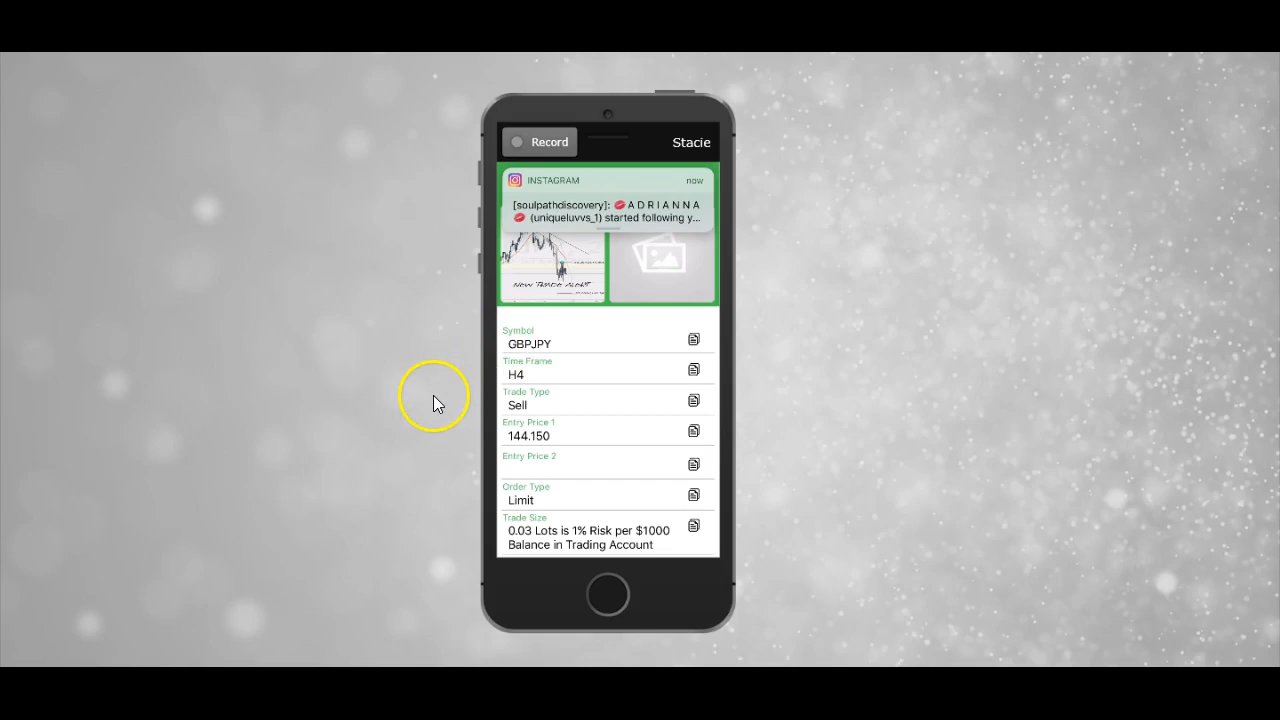 Record
Stacie
INSTAGRAM
now
[soulpathdiscovery]: 💋 A D R I A N N A
💋 (uniqueluvvs_1) started following y...
NEW TRADE ALERT
Symbol
GBPJPY
Time Frame
H4
Trade Type
Sell
Entry Price 1
144.150
Entry Price 2
Order Type
Limit
Trade Size
0.03 Lots is 1% Risk per $1000
Balance in Trading Account